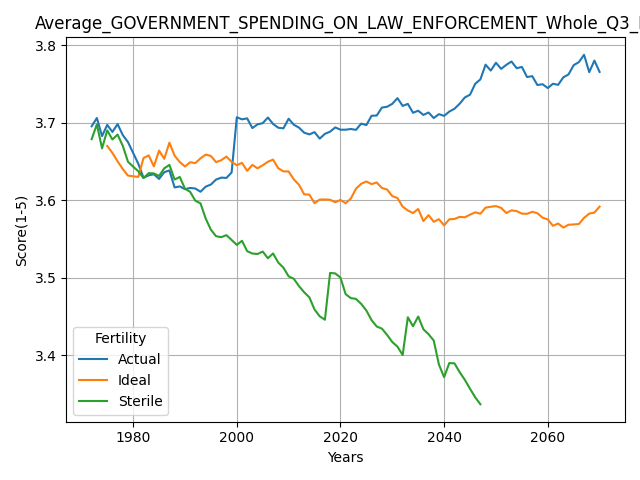 Average_GOVERNMENT_SPENDING_ON_LAW_ENFORCEMENT_Whole_Q3_
3.8
3.7
3.6
3.5
3.4
Score(1-5)
Fertility
Actual
Ideal
Sterile
1980
2000
2020
2040
2060
Years